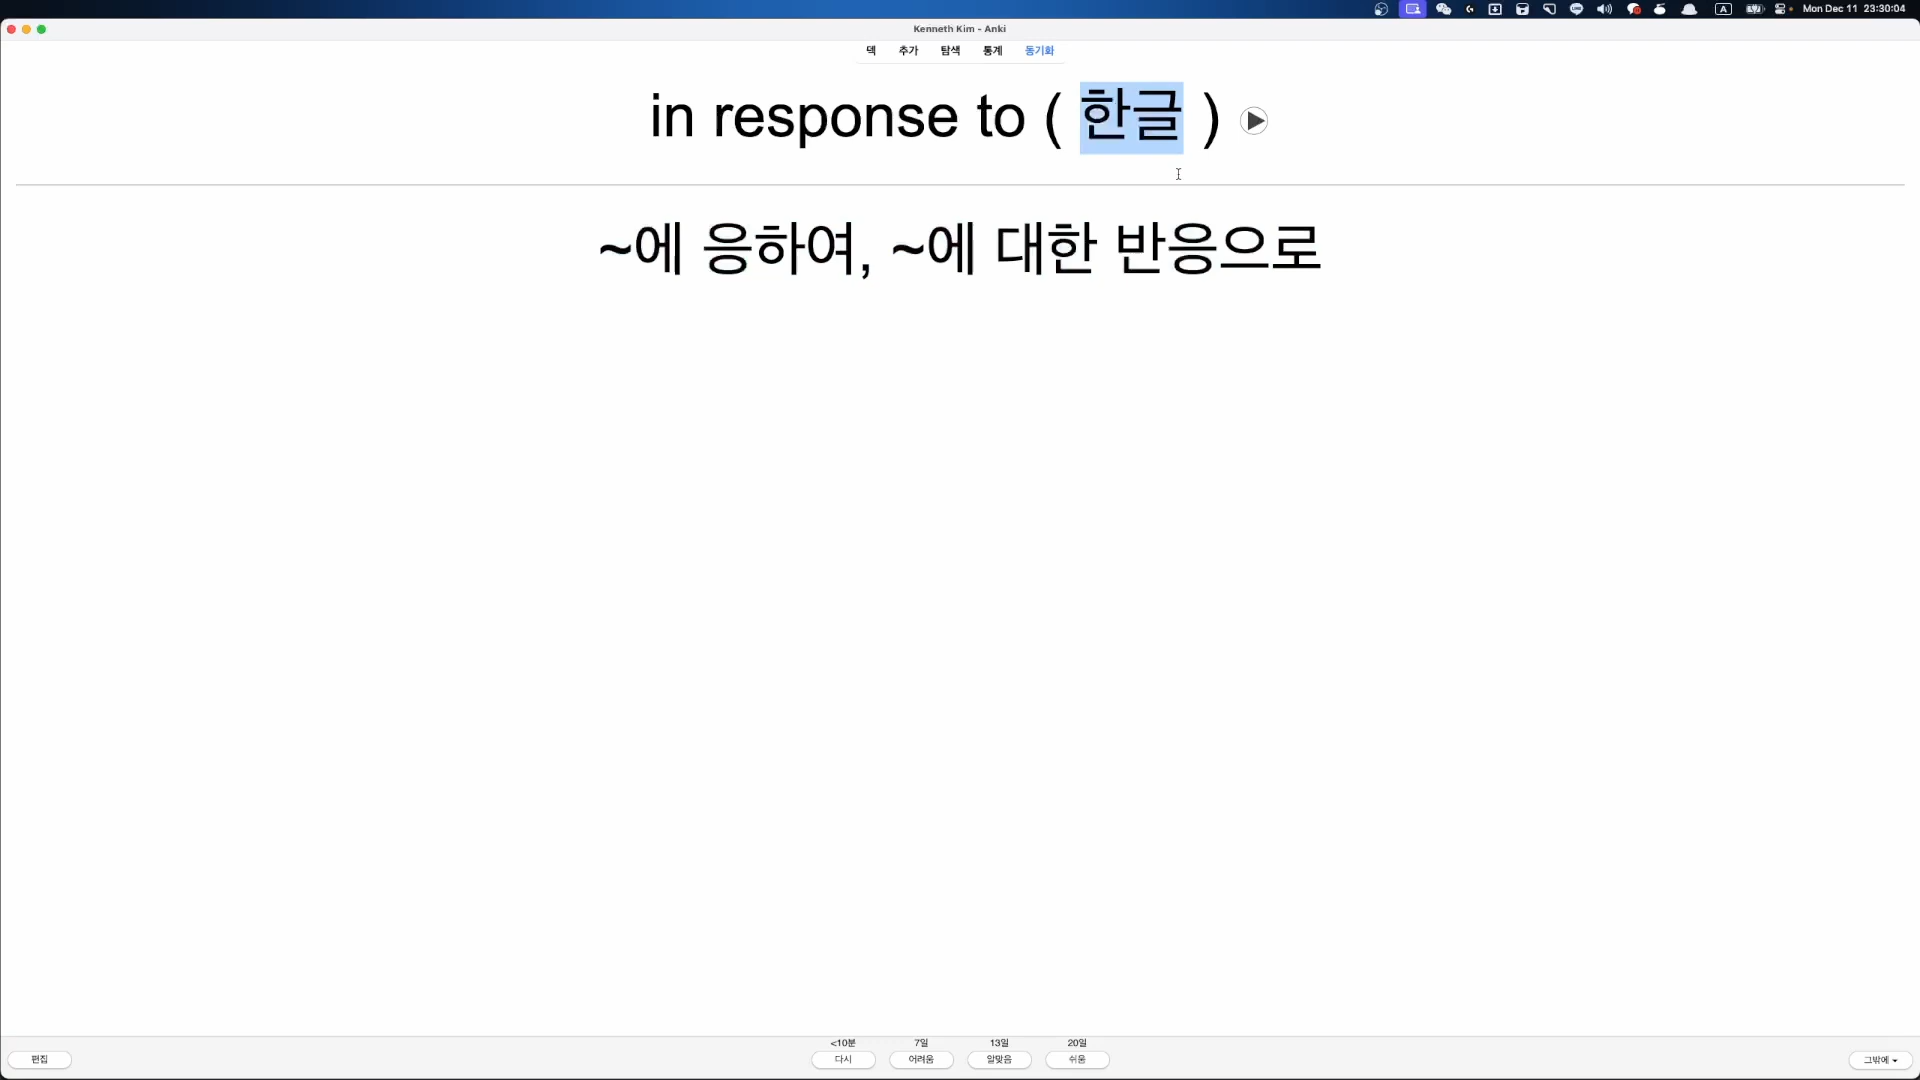 Mon Dec 11 23:30:04
Kenneth Kim - Anki
덱 추가 탐색 통계 동기화
in response to ( 한글 )
~에 응하여, ~에 대한 반응으로
<10분 7일 13일 20일
편집 다시 어려움 알맞음 쉬움 그밖에